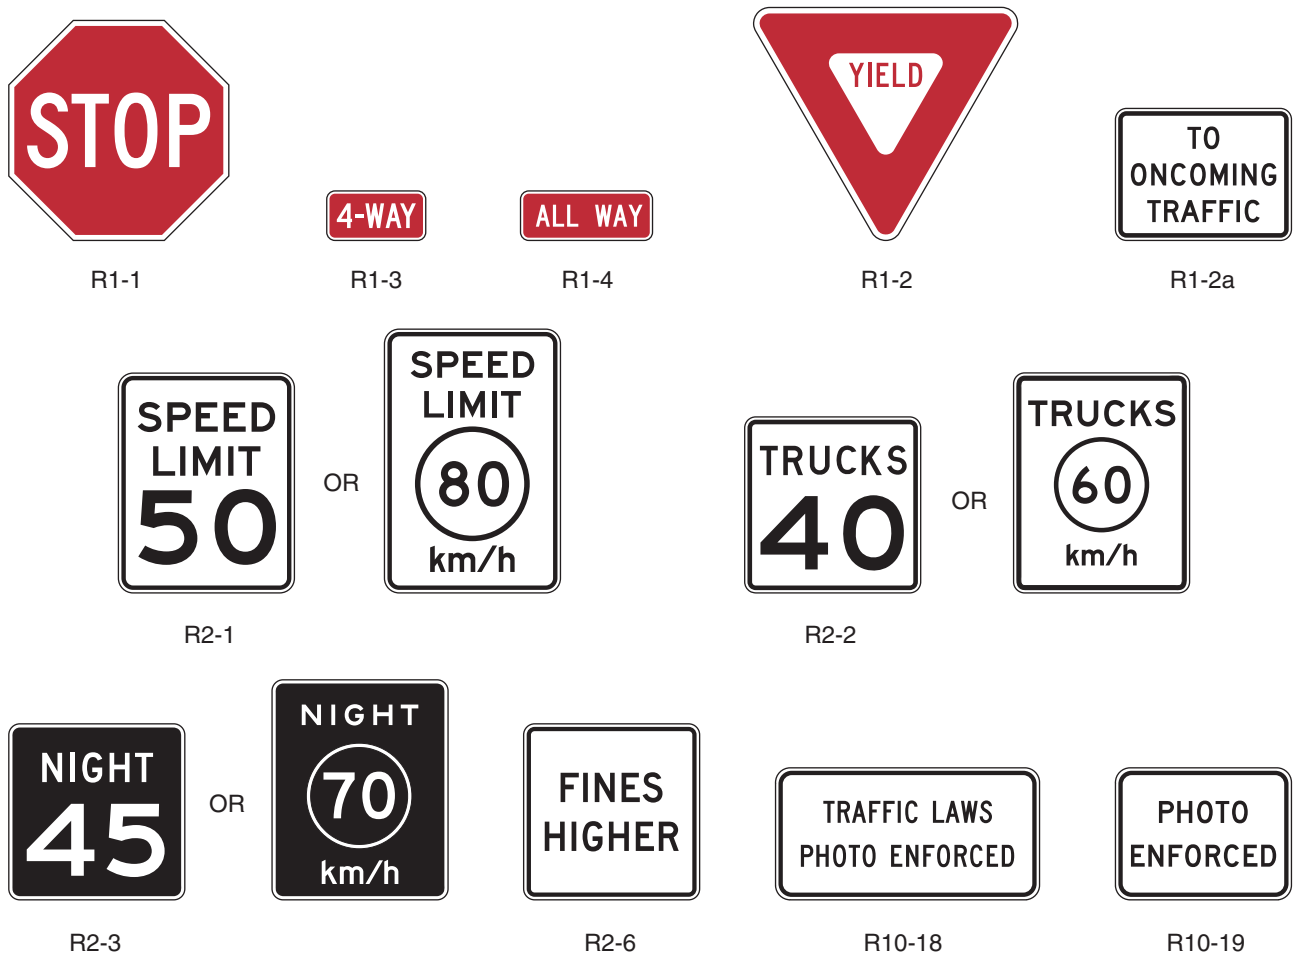 STOP
4-WAY
ALL WAY
YIELD
TO
ONCOMING
TRAFFIC
R1-1
R1-3
R1-4
R1-2
R1-2a
SPEED
LIMIT
50
OR
SPEED
LIMIT
80
km/h
TRUCKS
40
OR
TRUCKS
60
km/h
R2-1
R2-2
NIGHT
45
OR
NIGHT
70
km/h
FINES
HIGHER
TRAFFIC LAWS
PHOTO ENFORCED
PHOTO
ENFORCED
R2-3
R2-6
R10-18
R10-19